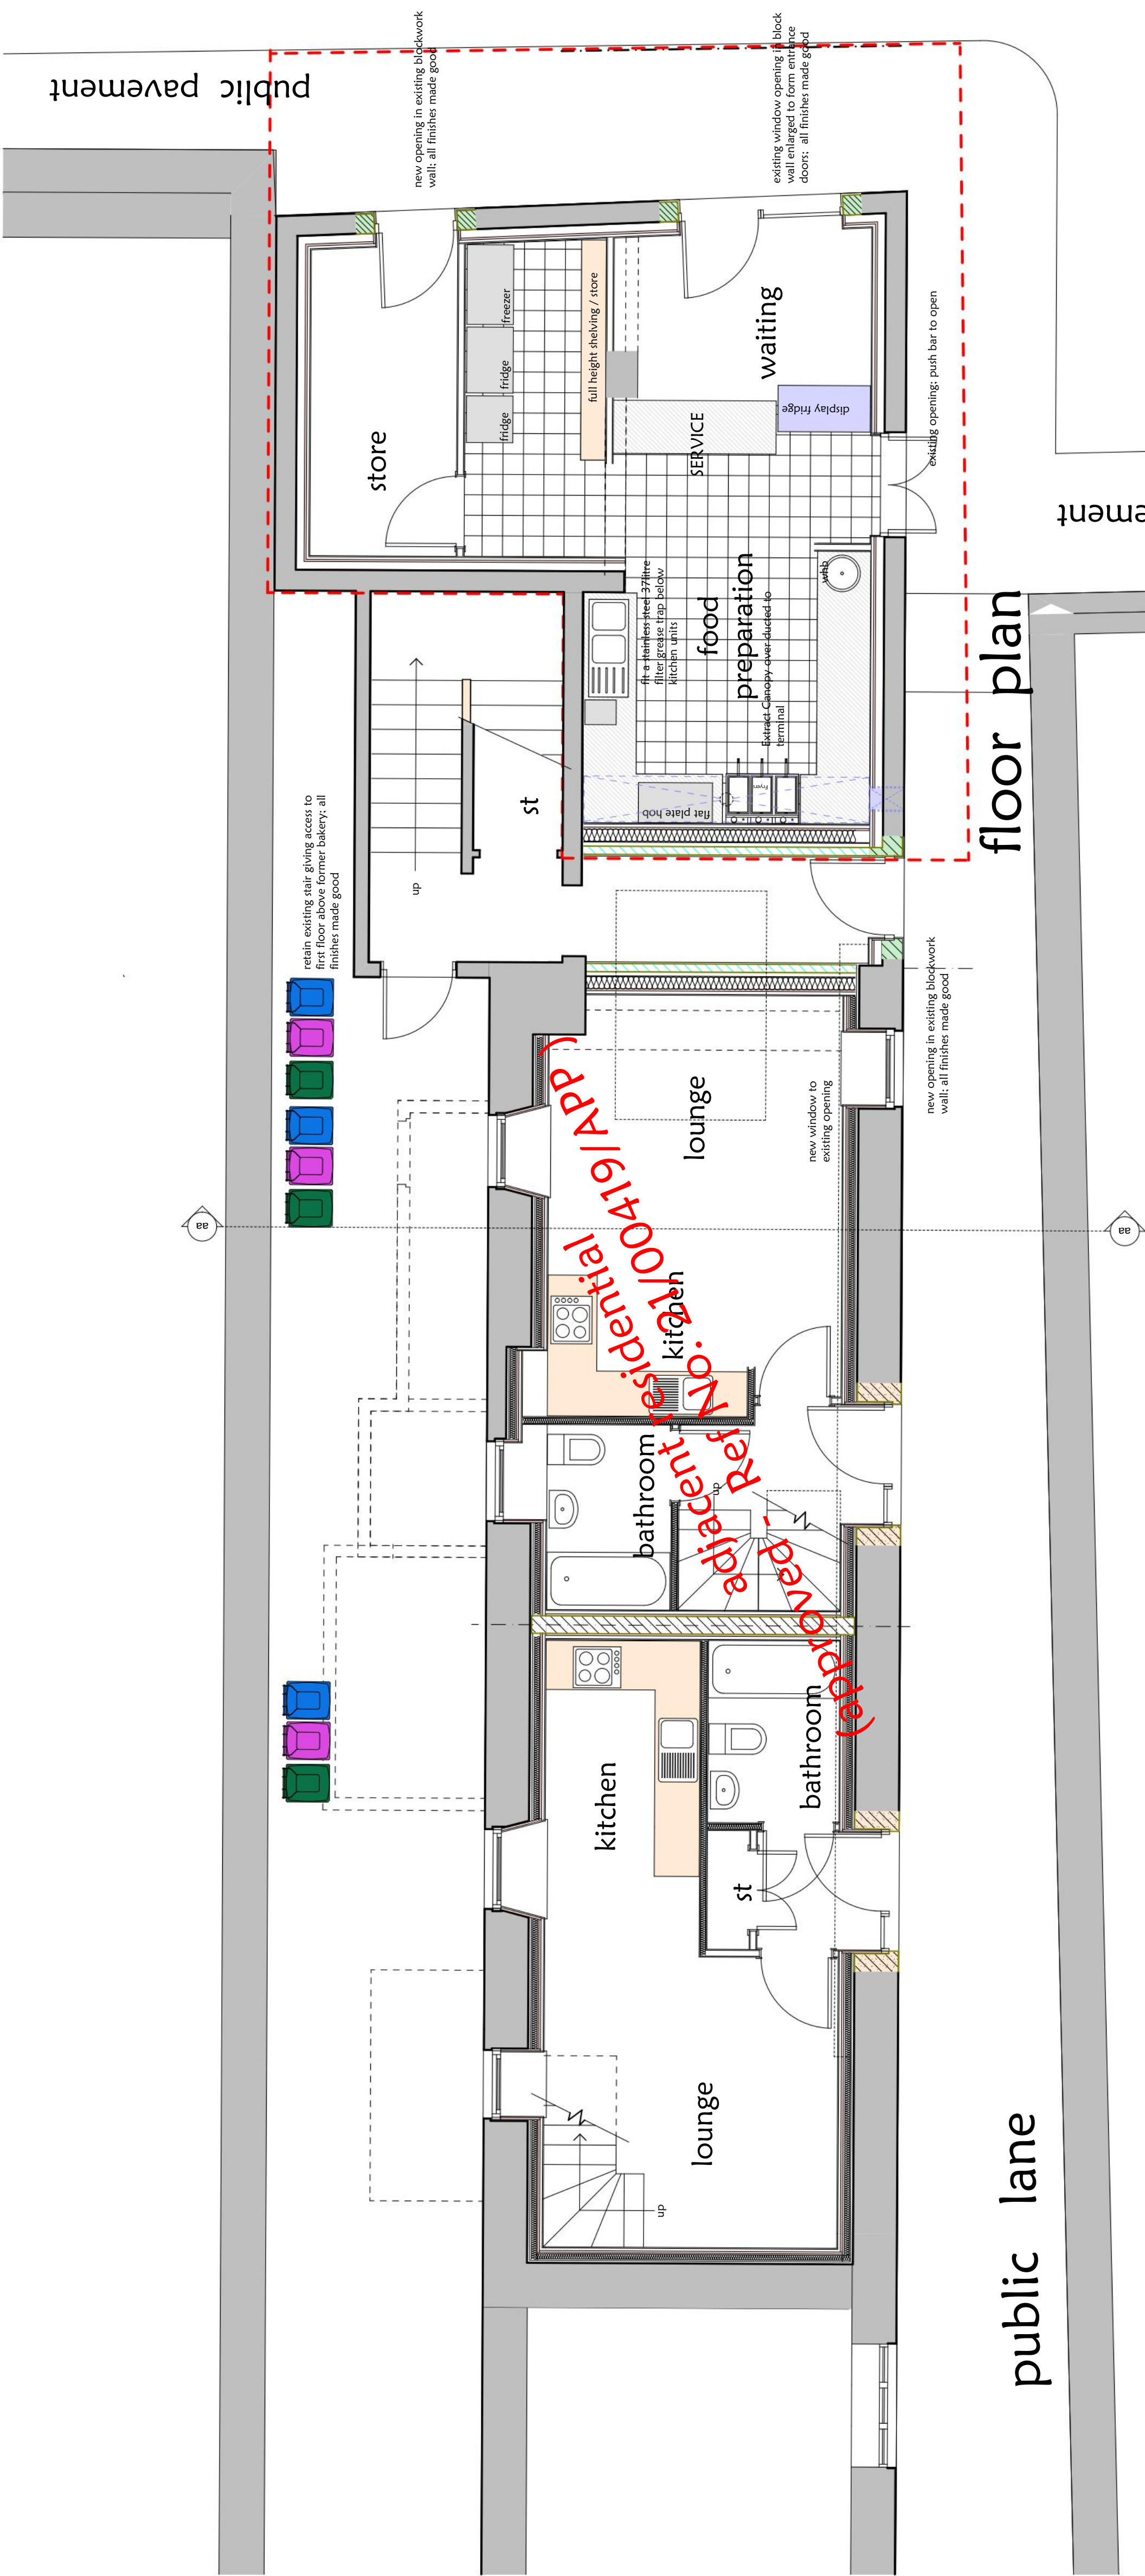 public pavement
new opening in existing blockwork
wall; all finishes made good
existing window opening in block
wall enlarged to form entrance
doors; all finishes made good
store
freezer
fridge
fridge
full height shelving / store
waiting
SERVICE
display fridge
existing opening; push bar to open
food
preparation
fit a stainless steel 37litre
filter grease trap below
kitchen units
Extract Canopy over ducted to
terminal
whb
flat plate hob
Fryers
st
up
retain existing stair giving access to
first floor above former bakery; all
finishes made good
floor plan
ement
new opening in existing blockwork
wall; all finishes made good
new window to
existing opening
lounge
kitchen
bathroom
up
adjacent residential
(approved - Ref No. 21/00419/APP )
aa
aa
kitchen
bathroom
st
lounge
up
public lane